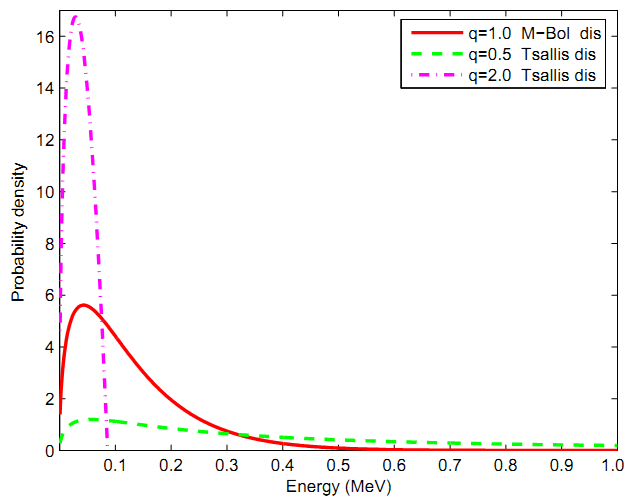 q=1.0 M−Bol dis
q=0.5 Tsallis dis
q=2.0 Tsallis dis
Probability density
16
14
12
10
8
6
4
2
0
0.1 0.2 0.3 0.4 0.5 0.6 0.7 0.8 0.9 1.0
Energy (MeV)